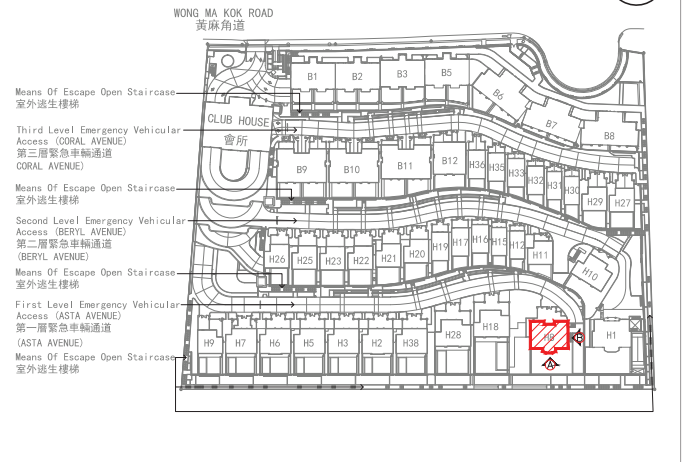 WONG MA KOK ROAD
黃麻角道
Means Of Escape Open Staircase
室外逃生樓梯
Third Level Emergency Vehicular
Access (CORAL AVENUE)
第三層緊急車輛通道
CORAL AVENUE)
Means Of Escape Open Staircase
室外逃生樓梯
Second Level Emergency Vehicular
Access (BERYL AVENUE)
第二層緊急車輛通道
(BERYL AVENUE)
Means Of Escape Open Staircase
室外逃生樓梯
First Level Emergency Vehicular
Access (ASTA AVENUE)
第一層緊急車輛通道
(ASTA AVENUE)
Means Of Escape Open Staircase
室外逃生樓梯
CLUB HOUSE
會所
B1 B2 B3 B5 B6 B7 B8
B9 B10 B11 B12 H36 H35 H33 H32 H31 H30 H29 H27
H26 H25 H23 H22 H21 H20 H19 H17 H16 H15 H12 H11 H10
H9 H7 H6 H5 H3 H2 H38 H28 H18 H8 H1
B
A